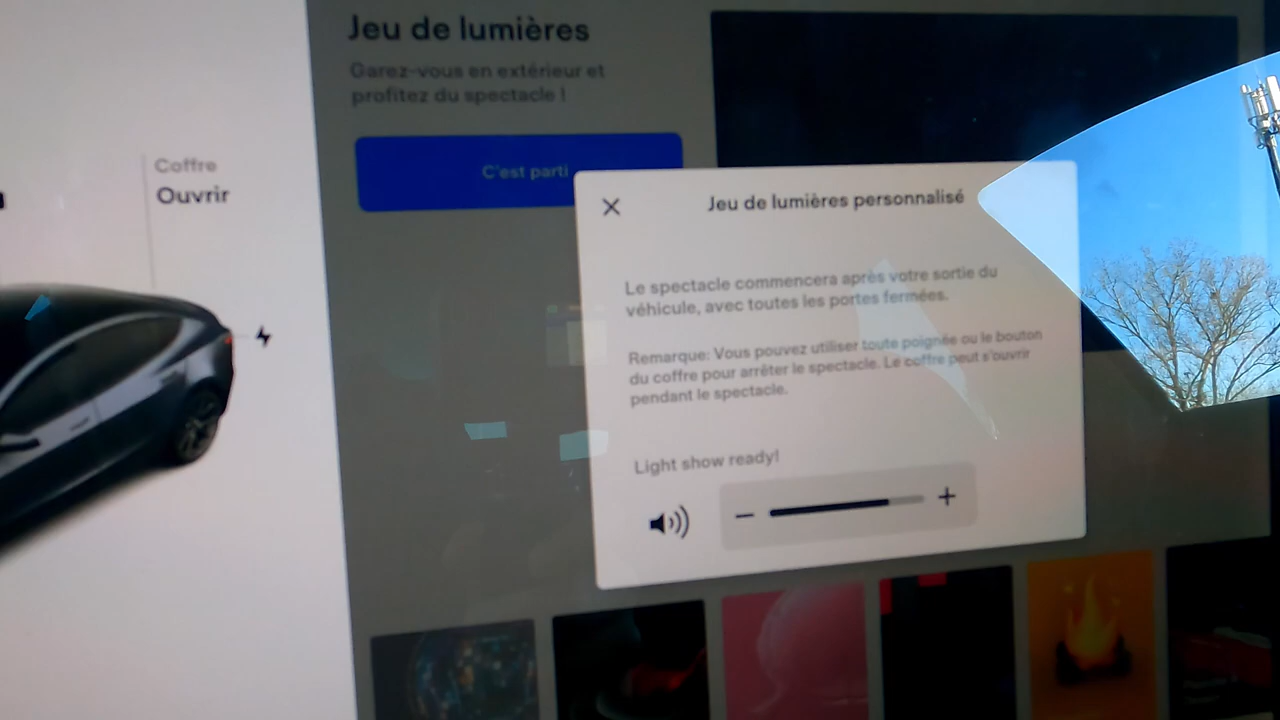 Jeu de lumières
Garez-vous en extérieur et
profitez du spectacle !
C'est parti
Coffre
Ouvrir
Jeu de lumières personnalisé
Le spectacle commencera après votre sortie du
véhicule, avec toutes les portes fermées.
Remarque: Vous pouvez utiliser toute poignée ou le bouton
du coffre pour arrêter le spectacle. Le coffre peut s'ouvrir
pendant le spectacle.
Light show ready!